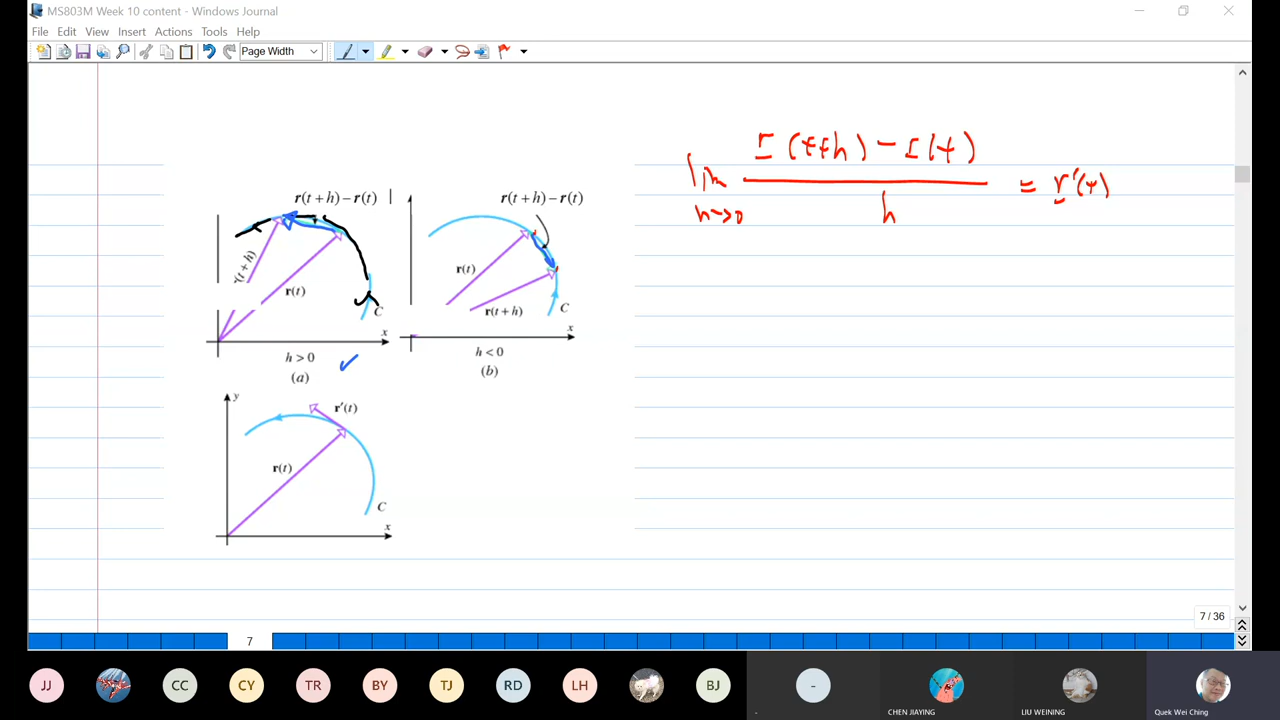 MS803M Week 10 content - Windows Journal
File Edit View Insert Actions Tools Help
Page Width
lim h->0 r(t+h) - r(t) / h = r'(t)
r(t + h) – r(t)
r(t + h)
r(t)
C
x
h > 0
(a)
r(t + h) – r(t)
r(t)
r(t + h)
C
x
h < 0
(b)
y
r′(t)
r(t)
C
x
7 / 36
7
JJ CC CY TR BY TJ RD LH BJ -
- CHEN JIAYING LIU WEINING Quek Wei Ching